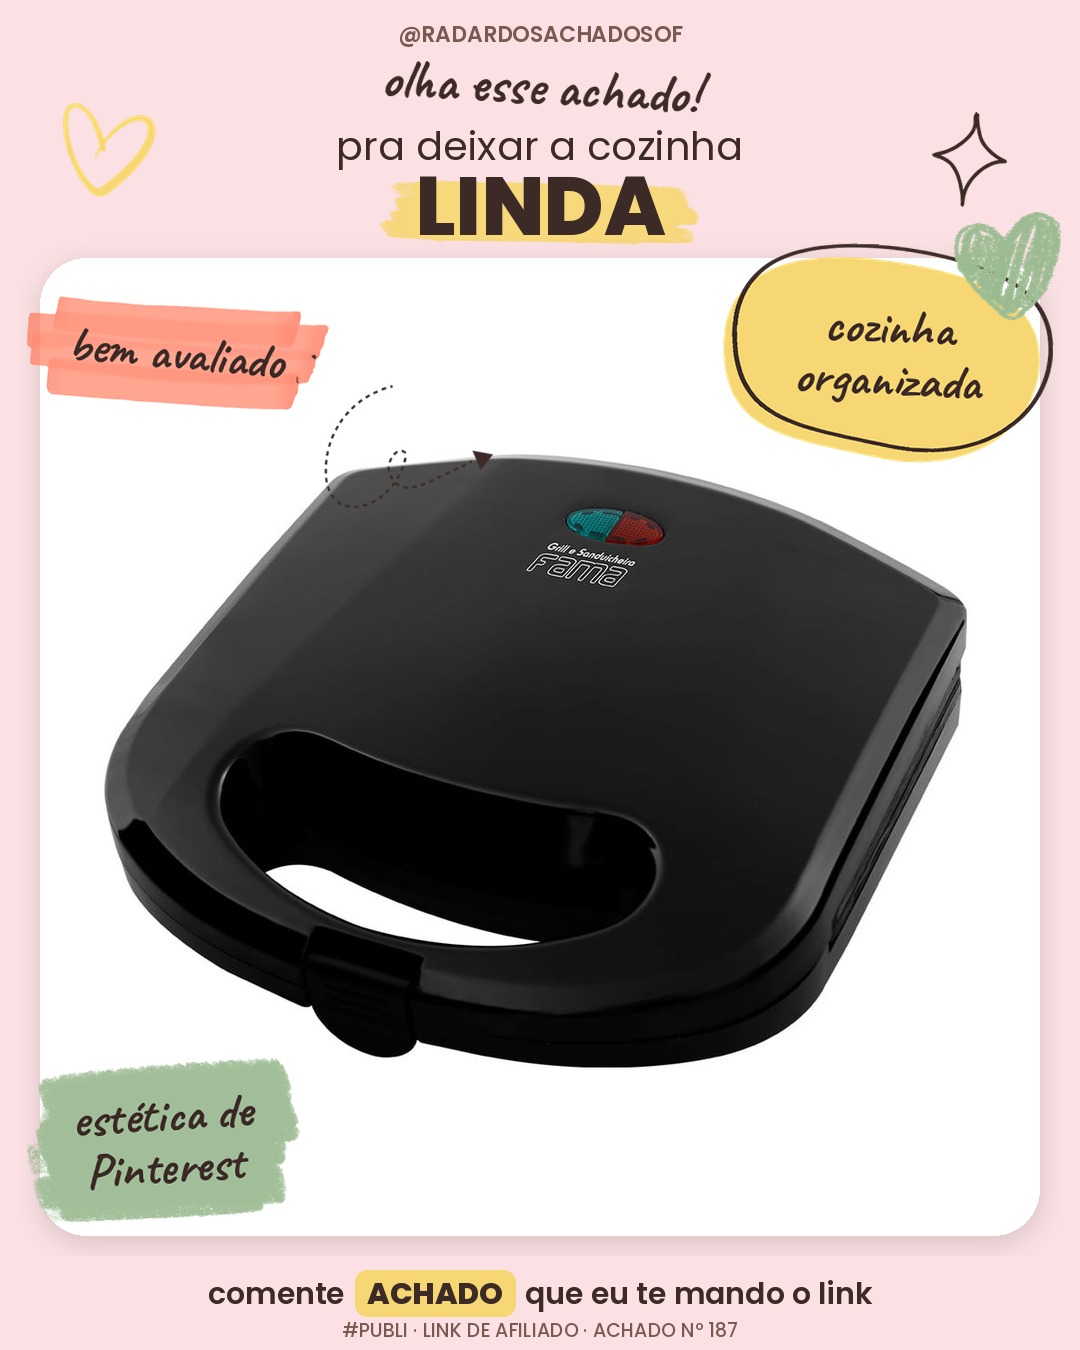 @RADARDOSACHADOSOF
olha esse achado!
pra deixar a cozinha
LINDA
bem avaliado
cozinha
organizada
Grill e Sanduicheira
Fama
estética de
Pinterest
comente ACHADO que eu te mando o link
#PUBLI · LINK DE AFILIADO · ACHADO Nº 187